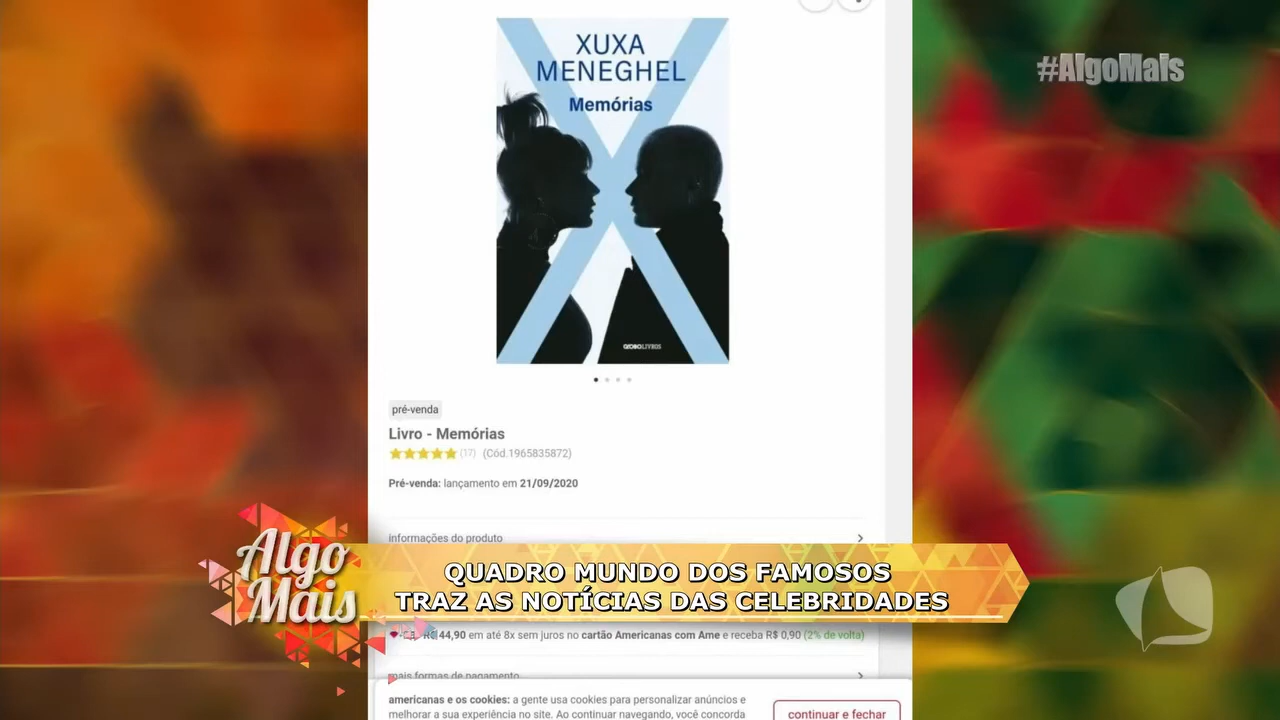 XUXA
MENEGHEL
Memórias
GLOBOLIVROS
#AlgoMais
pré-venda
Livro - Memórias
(17) (Cód.1965835872)
Pré-venda: lançamento em 21/09/2020
informações do produto
Algo
Mais
QUADRO MUNDO DOS FAMOSOS
TRAZ AS NOTÍCIAS DAS CELEBRIDADES
R$ 44,90 em até 8x sem juros no cartão Americanas com Ame e receba R$ 0,90 (2% de volta)
mais formas de pagamento
americanas e os cookies: a gente usa cookies para personalizar anúncios e
melhorar a sua experiência no site. Ao continuar navegando, você concorda
continuar e fechar